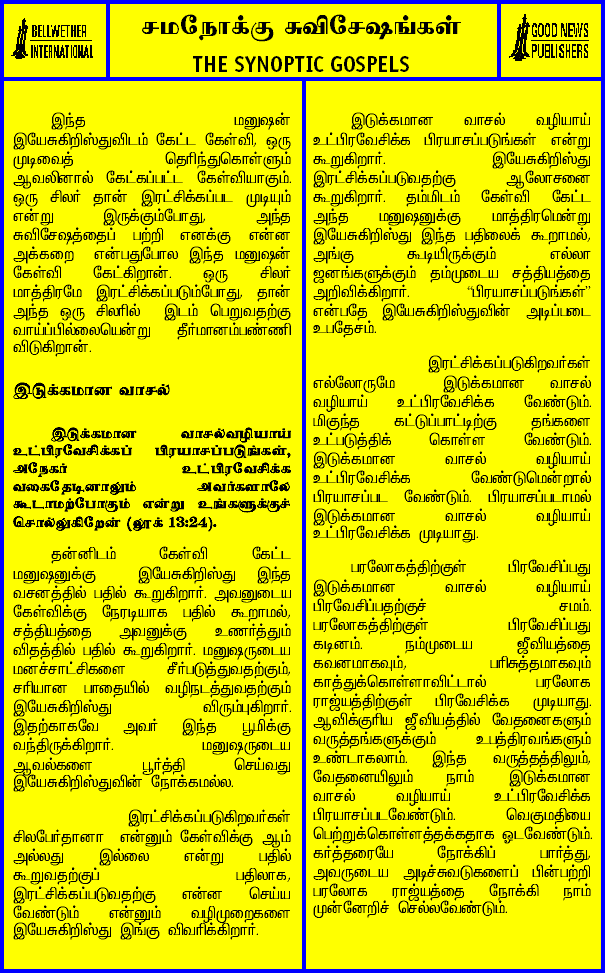 BELLWETHER
INTERNATIONAL
சமநோக்கு சுவிசேஷங்கள்
THE SYNOPTIC GOSPELS
GOOD NEWS
PUBLISHERS
இந்த மனுஷன்
இயேசுகிறிஸ்துவிடம் கேட்ட கேள்வி, ஒரு
முடிவைத் தெரிந்துகொள்ளும்
ஆவலினால் கேட்கப்பட்ட கேள்வியாகும்.
ஒரு சிலர் தான் இரட்சிக்கப்பட முடியும்
என்று இருக்கும்போது, அந்த
சுவிசேஷத்தைப் பற்றி எனக்கு என்ன
அக்கறை என்பதுபோல இந்த மனுஷன்
கேள்வி கேட்கிறான். ஒரு சிலர்
மாத்திரமே இரட்சிக்கப்படும்போது, தான்
அந்த ஒரு சிலரில் இடம் பெறுவதற்கு
வாய்ப்பில்லையென்று தீர்மானம்பண்ணி
விடுகிறான்.
இடுக்கமான வாசல்
இடுக்கமான வாசல்வழியாய்
உட்பிரவேசிக்கப் பிரயாசப்படுங்கள்,
அநேகர் உட்பிரவேசிக்க
வகைதேடினாலும் அவர்களாலே
கூடாமற்போகும் என்று உங்களுக்குச்
சொல்லுகிறேன் (லூக் 13:24).
தன்னிடம் கேள்வி கேட்ட
மனுஷனுக்கு இயேசுகிறிஸ்து இந்த
வசனத்தில் பதில் கூறுகிறார். அவனுடைய
கேள்விக்கு நேரடியாக பதில் கூறாமல்,
சத்தியத்தை அவனுக்கு உணர்த்தும்
விதத்தில் பதில் கூறுகிறார். மனுஷருடைய
மனச்சாட்சிகளை சீர்படுத்துவதற்கும்,
சரியான பாதையில் வழிநடத்துவதற்கும்
இயேசுகிறிஸ்து விரும்புகிறார்.
இதற்காகவே அவர் இந்த பூமிக்கு
வந்திருக்கிறார். மனுஷருடைய
ஆவல்களை பூர்த்தி செய்வது
இயேசுகிறிஸ்துவின் நோக்கமல்ல.
இரட்சிக்கப்படுகிறவர்கள்
சிலபேர்தானா என்னும் கேள்விக்கு ஆம்
அல்லது இல்லை என்று பதில்
கூறுவதற்குப் பதிலாக,
இரட்சிக்கப்படுவதற்கு என்ன செய்ய
வேண்டும் என்னும் வழிமுறைகளை
இயேசுகிறிஸ்து இங்கு விவரிக்கிறார்.
இடுக்கமான வாசல் வழியாய்
உட்பிரவேசிக்க பிரயாசப்படுங்கள் என்று
கூறுகிறார். இயேசுகிறிஸ்து
இரட்சிக்கப்படுவதற்கு ஆலோசனை
கூறுகிறார். தம்மிடம் கேள்வி கேட்ட
அந்த மனுஷனுக்கு மாத்திரமென்று
இயேசுகிறிஸ்து இந்த பதிலைக் கூறாமல்,
அங்கு கூடியிருக்கும் எல்லா
ஜனங்களுக்கும் தம்முடைய சத்தியத்தை
அறிவிக்கிறார். "பிரயாசப்படுங்கள்"
என்பதே இயேசுகிறிஸ்துவின் அடிப்படை
உபதேசம்.
இரட்சிக்கப்படுகிறவர்கள்
எல்லோருமே இடுக்கமான வாசல்
வழியாய் உட்பிரவேசிக்க வேண்டும்.
மிகுந்த கட்டுப்பாட்டிற்கு தங்களை
உட்படுத்திக் கொள்ள வேண்டும்.
இடுக்கமான வாசல் வழியாய்
உட்பிரவேசிக்க வேண்டுமென்றால்
பிரயாசப்பட வேண்டும். பிரயாசப்படாமல்
இடுக்கமான வாசல் வழியாய்
உட்பிரவேசிக்க முடியாது.
பரலோகத்திற்குள் பிரவேசிப்பது
இடுக்கமான வாசல் வழியாய்
பிரவேசிப்பதற்குச் சமம்.
பரலோகத்திற்குள் பிரவேசிப்பது
கடினம். நம்முடைய ஜீவியத்தை
கவனமாகவும், பரிசுத்தமாகவும்
காத்துக்கொள்ளாவிட்டால் பரலோக
ராஜ்யத்திற்குள் பிரவேசிக்க முடியாது.
ஆவிக்குரிய ஜீவியத்தில் வேதனைகளும்
வருத்தங்களுக்கும் உபத்திரவங்களும்
உண்டாகலாம். இந்த வருத்தத்திலும்,
வேதனையிலும் நாம் இடுக்கமான
வாசல் வழியாய் உட்பிரவேசிக்க
பிரயாசப்படவேண்டும். வெகுமதியை
பெற்றுக்கொள்ளத்தக்கதாக ஓடவேண்டும்.
கர்த்தரையே நோக்கிப் பார்த்து,
அவருடைய அடிச்சுவடுகளைப் பின்பற்றி
பரலோக ராஜ்யத்தை நோக்கி நாம்
முன்னேறிச் செல்லவேண்டும்.